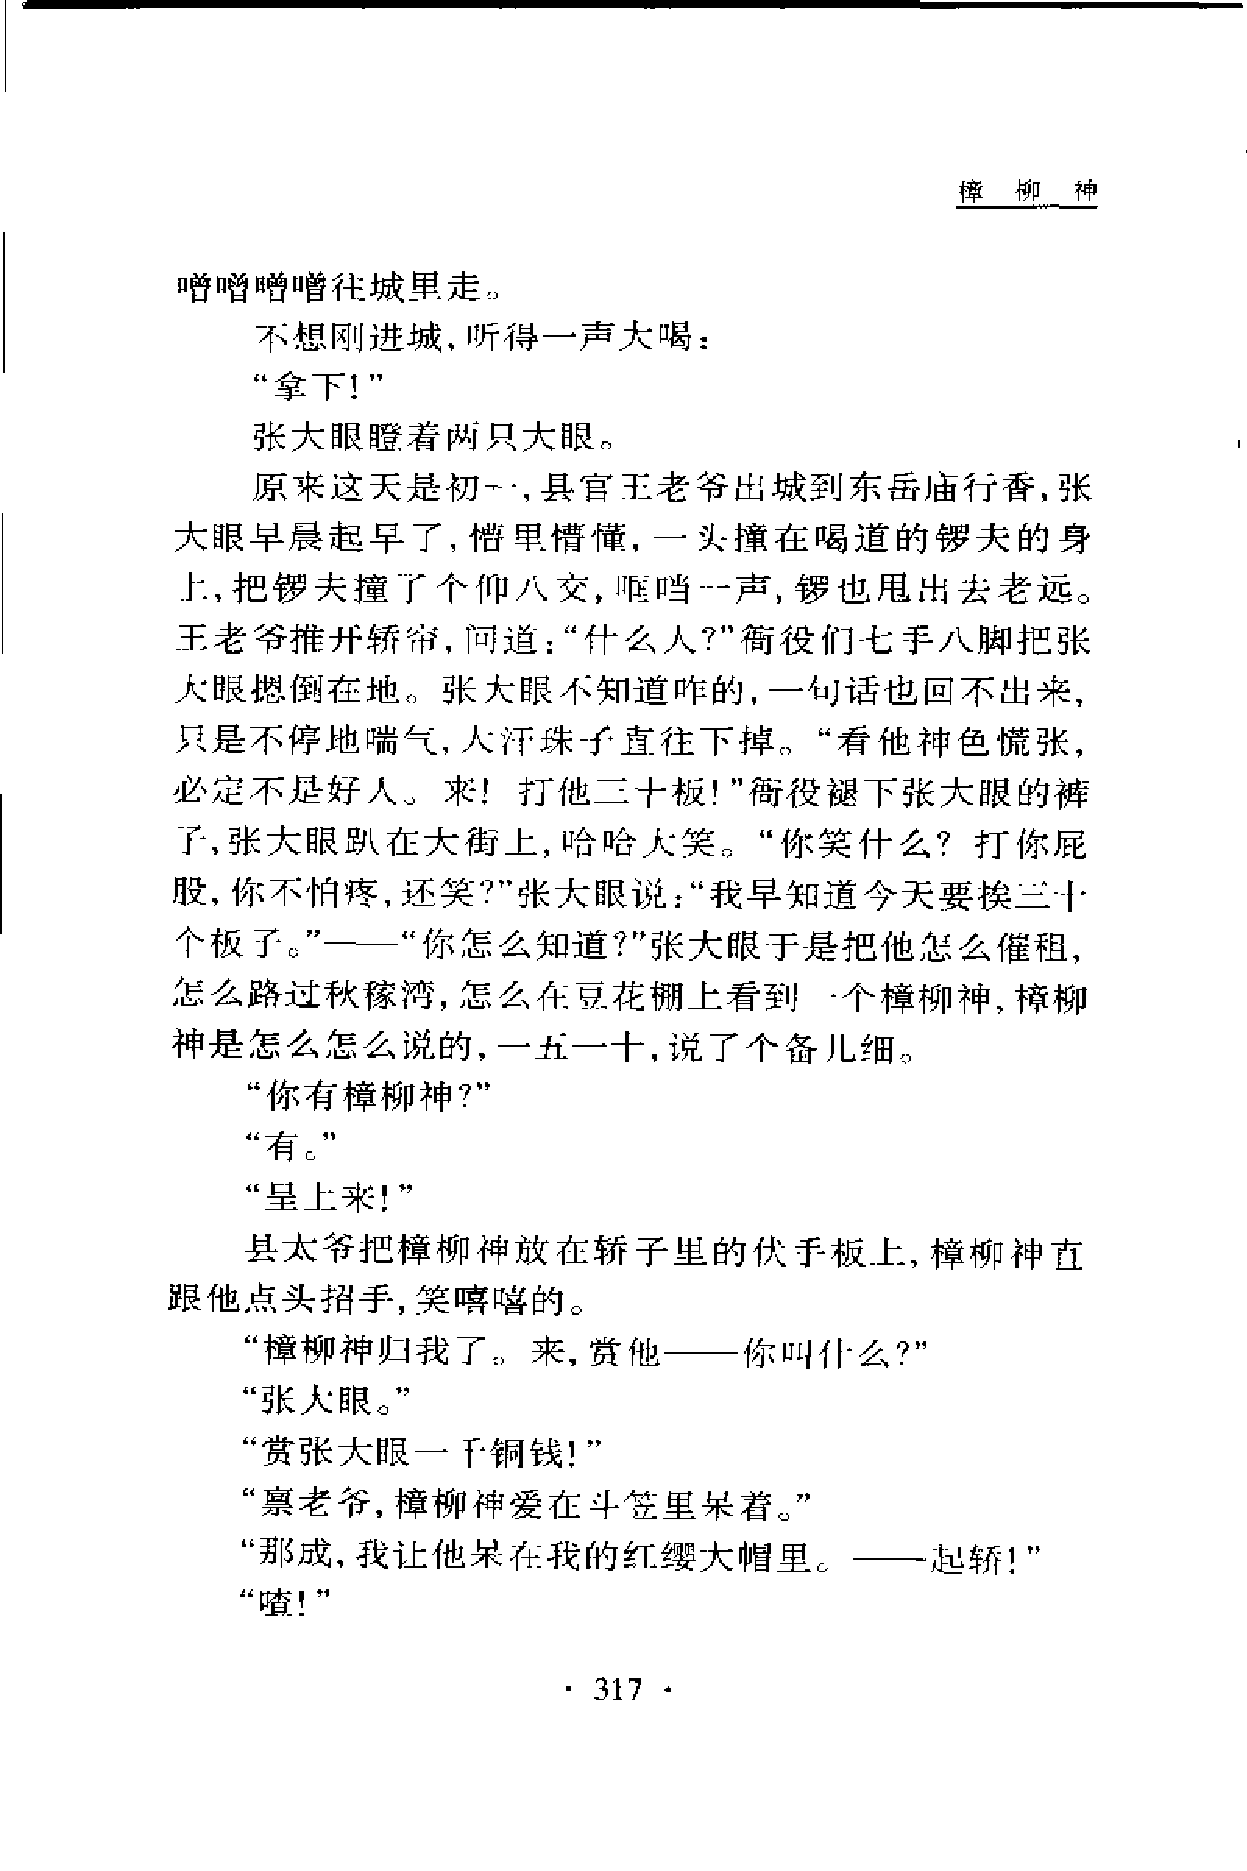 樟柳神
噌噌噌噌往城里走。
不想刚进城,听得一声大喝:
“拿下!”
张大眼瞪着两只大眼。
原来这天是初一,县官王老爷出城到东岳庙行香,张
大眼早晨起早了,懵里懵懂,一头撞在喝道的锣夫的身
上,把锣夫撞了个仰八交,哐当一声,锣也甩出去老远。
王老爷推开轿帘,问道:“什么人?”衙役们七手八脚把张
大眼摁倒在地。张大眼不知道咋的,一句话也回不出来,
只是不停地喘气,大汗珠子直往下掉。“看他神色慌张,
必定不是好人。来! 打他三十板!”衙役褪下张大眼的裤
子,张大眼趴在大街上,哈哈大笑。“你笑什么? 打你屁
股,你不怕疼,还笑?”张大眼说:“我早知道今天要挨三十
个板子。”——“你怎么知道?”张大眼于是把他怎么催租,
怎么路过秋稼湾,怎么在豆花棚上看到一个樟柳神,樟柳
神是怎么怎么说的,一五一十,说了个备儿细。
“你有樟柳神?”
“有。”
“呈上来!”
县太爷把樟柳神放在轿子里的伏手板上,樟柳神直
跟他点头招手,笑嘻嘻的。
“樟柳神归我了。来,赏他——你叫什么?”
“张大眼。”
“赏张大眼一千铜钱!”
“禀老爷,樟柳神爱在斗笠里呆着。”
“那成,我让他呆在我的红缨大帽里。——起轿!”
“喳!”
· 317 ·